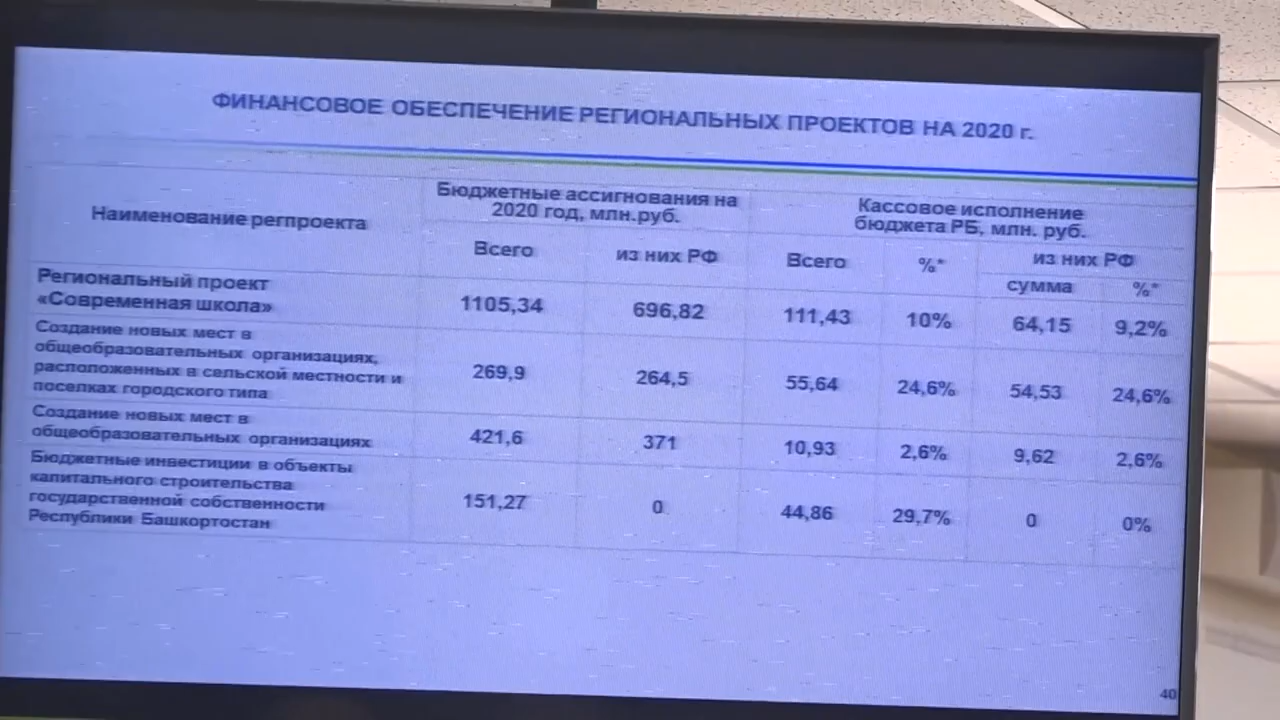 ФИНАНСОВОЕ ОБЕСПЕЧЕНИЕ РЕГИОНАЛЬНЫХ ПРОЕКТОВ НА 2020 г.
Наименование регпроекта
Бюджетные ассигнования на
2020 год, млн.руб.
Кассовое исполнение
бюджета РБ, млн. руб.
Всего
из них РФ
Всего
%*
из них РФ
сумма
%*
Региональный проект
«Современная школа»
1105,34
696,82
111,43
10%
64,15
9,2%
Создание новых мест в
общеобразовательных организациях,
расположенных в сельской местности и
поселках городского типа
269,9
264,5
55,64
24,6%
54,53
24,6%
Создание новых мест в
общеобразовательных организациях
421,6
371
10,93
2,6%
9,62
2,6%
Бюджетные инвестиции в объекты
капитального строительства
государственной собственности
Республики Башкортостан
151,27
0
44,86
29,7%
0
0%
40